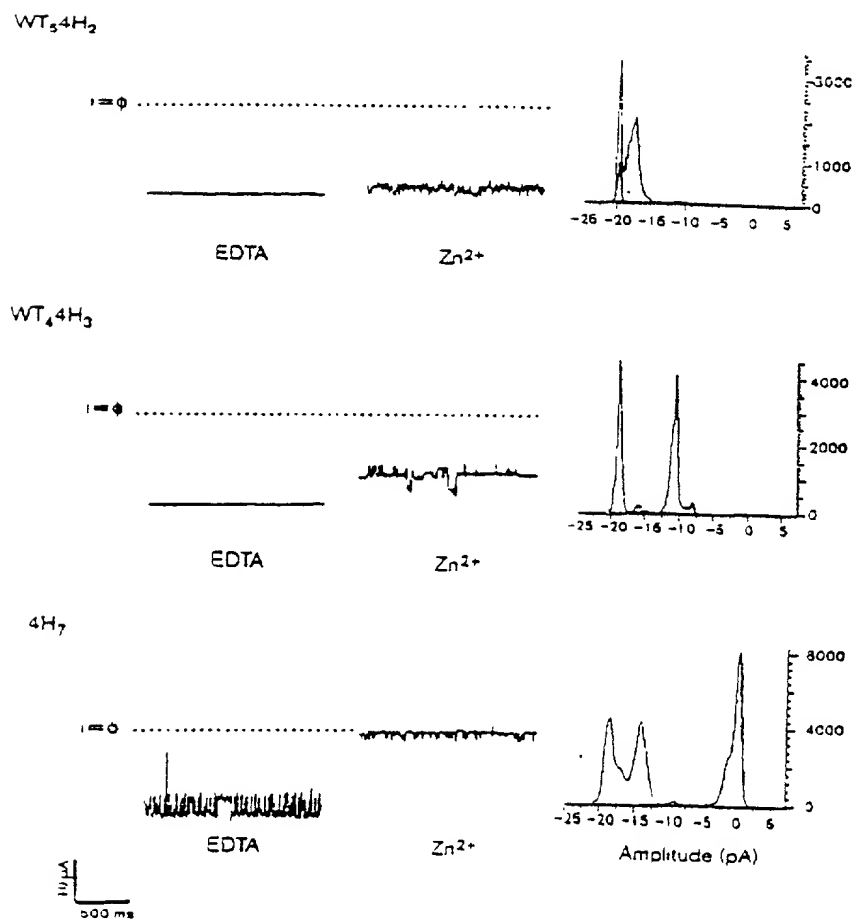 WT₅4H₂
i = ϕ
EDTA
Zn²⁺
3000
1000
0
-25 -20 -15 -10 -5 0 5
WT₄4H₃
i = ϕ
EDTA
Zn²⁺
4000
2000
0
-25 -20 -15 -10 -5 0 5
4H₇
i = 0
EDTA
Zn²⁺
8000
4000
0
-25 -20 -15 -10 -5 0 5
Amplitude (pA)
500 ms